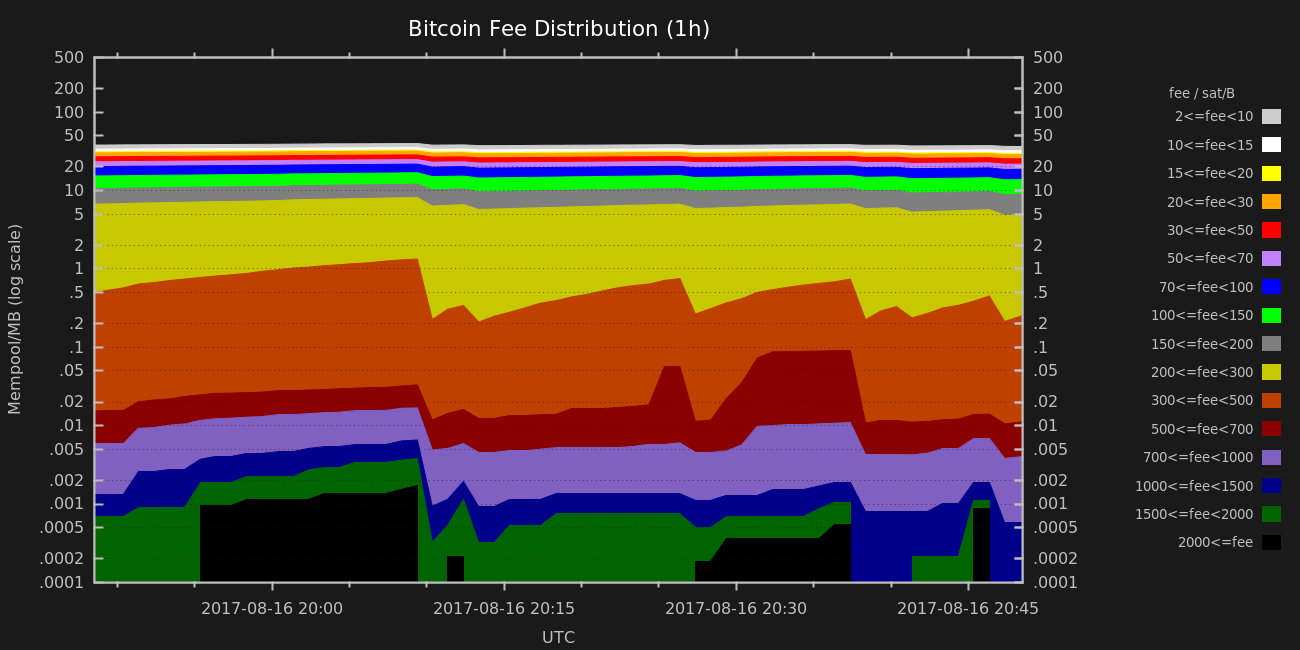 Bitcoin Fee Distribution (1h)
Mempool/MB (log scale)
500
200
100
50
20
10
5
2
1
.5
.2
.1
.05
.02
.01
.005
.002
.001
.0005
.0002
.0001
500
200
100
50
20
10
5
2
1
.5
.2
.1
.05
.02
.01
.005
.002
.001
.0005
.0002
.0001
2017-08-16 20:00 2017-08-16 20:15 2017-08-16 20:30 2017-08-16 20:45
UTC
fee / sat/B
2<=fee<10
10<=fee<15
15<=fee<20
20<=fee<30
30<=fee<50
50<=fee<70
70<=fee<100
100<=fee<150
150<=fee<200
200<=fee<300
300<=fee<500
500<=fee<700
700<=fee<1000
1000<=fee<1500
1500<=fee<2000
2000<=fee